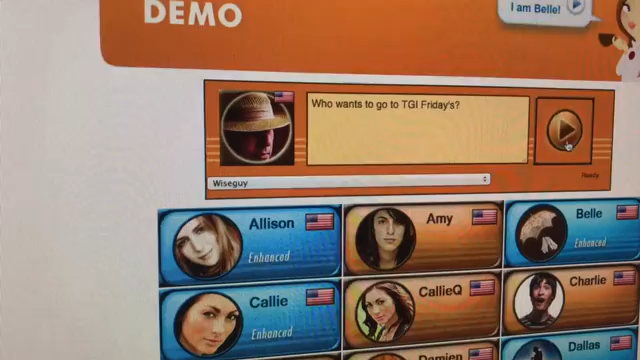 DEMO
I am Belle!
Who wants to go to TGI Friday's?
Wiseguy
Ready
Allison
Enhanced
Amy
Belle
Enhanced
Callie
Enhanced
CallieQ
Charlie
Damien
Dallas